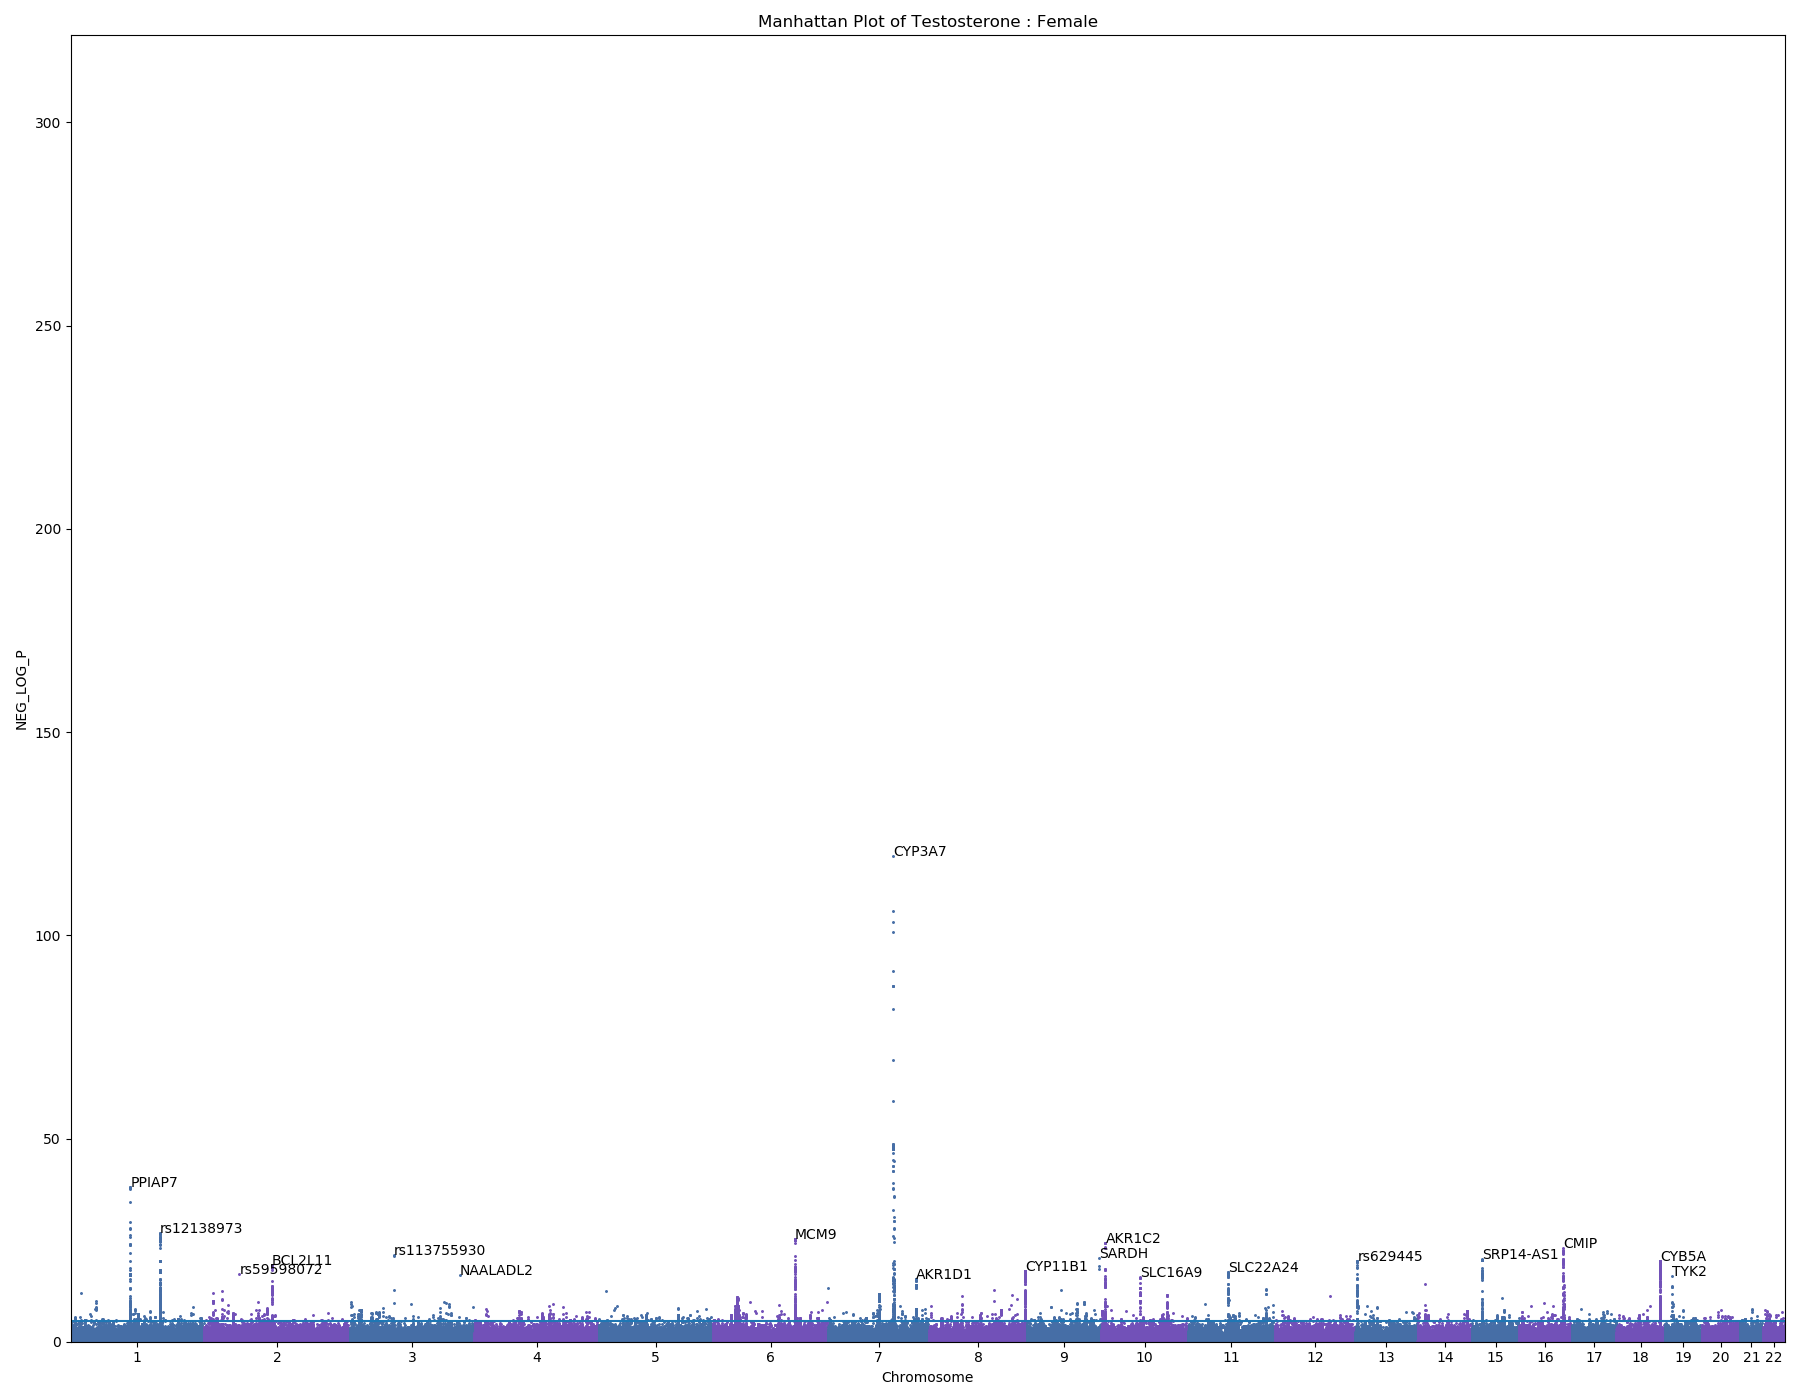 Manhattan Plot of Testosterone : Female
300
250
200
150
100
50
0
NEG_LOG_P
CYP3A7
PPIAP7
rs12138973
MCM9
AKR1C2
CMIP
rs113755930
SARDH
SRP14-AS1
rs629445
CYB5A
BCL2L11
CYP11B1
SLC22A24
rs59598072
NAALADL2
TYK2
SLC16A9
AKR1D1
1 2 3 4 5 6 7 8 9 10 11 12 13 14 15 16 17 18 19 20 21 22
Chromosome